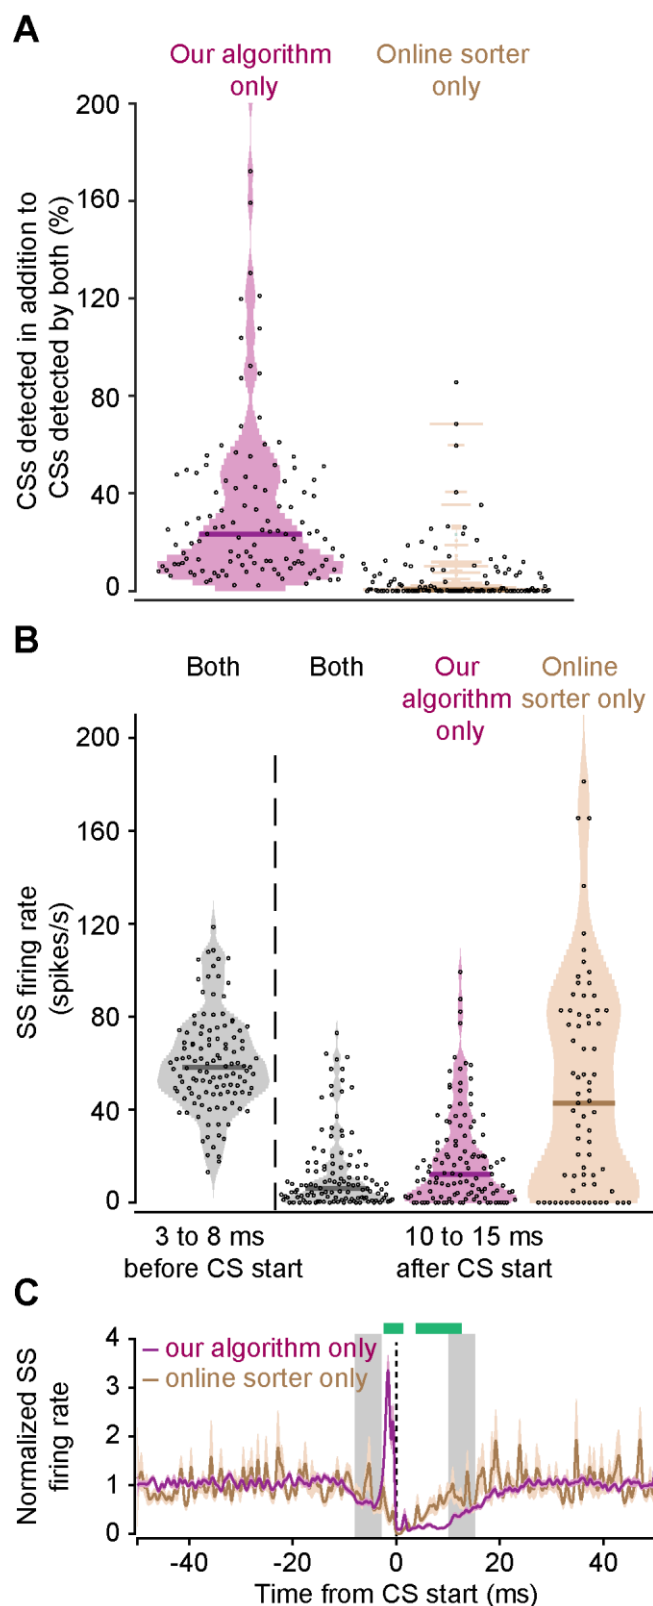 A
Our algorithm only
Online sorter only
CSs detected in addition to
CSs detected by both (%)
200
160
120
80
40
0
B
Both
Both
Our algorithm only
Online sorter only
SS firing rate
(spikes/s)
200
160
120
80
40
0
3 to 8 ms
before CS start
10 to 15 ms
after CS start
C
our algorithm only
online sorter only
Normalized SS
firing rate
4
3
2
1
0
-40
-20
0
20
40
Time from CS start (ms)